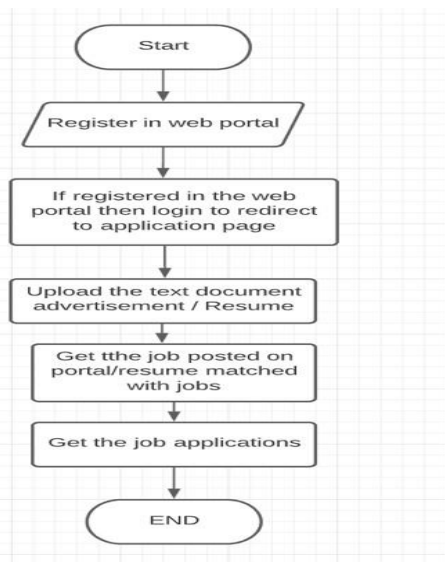 Start
Register in web portal
If registered in the web
portal then login to redirect
to application page
Upload the text document
advertisement / Resume
Get tthe job posted on
portal/resume matched
with jobs
Get the job applications
END